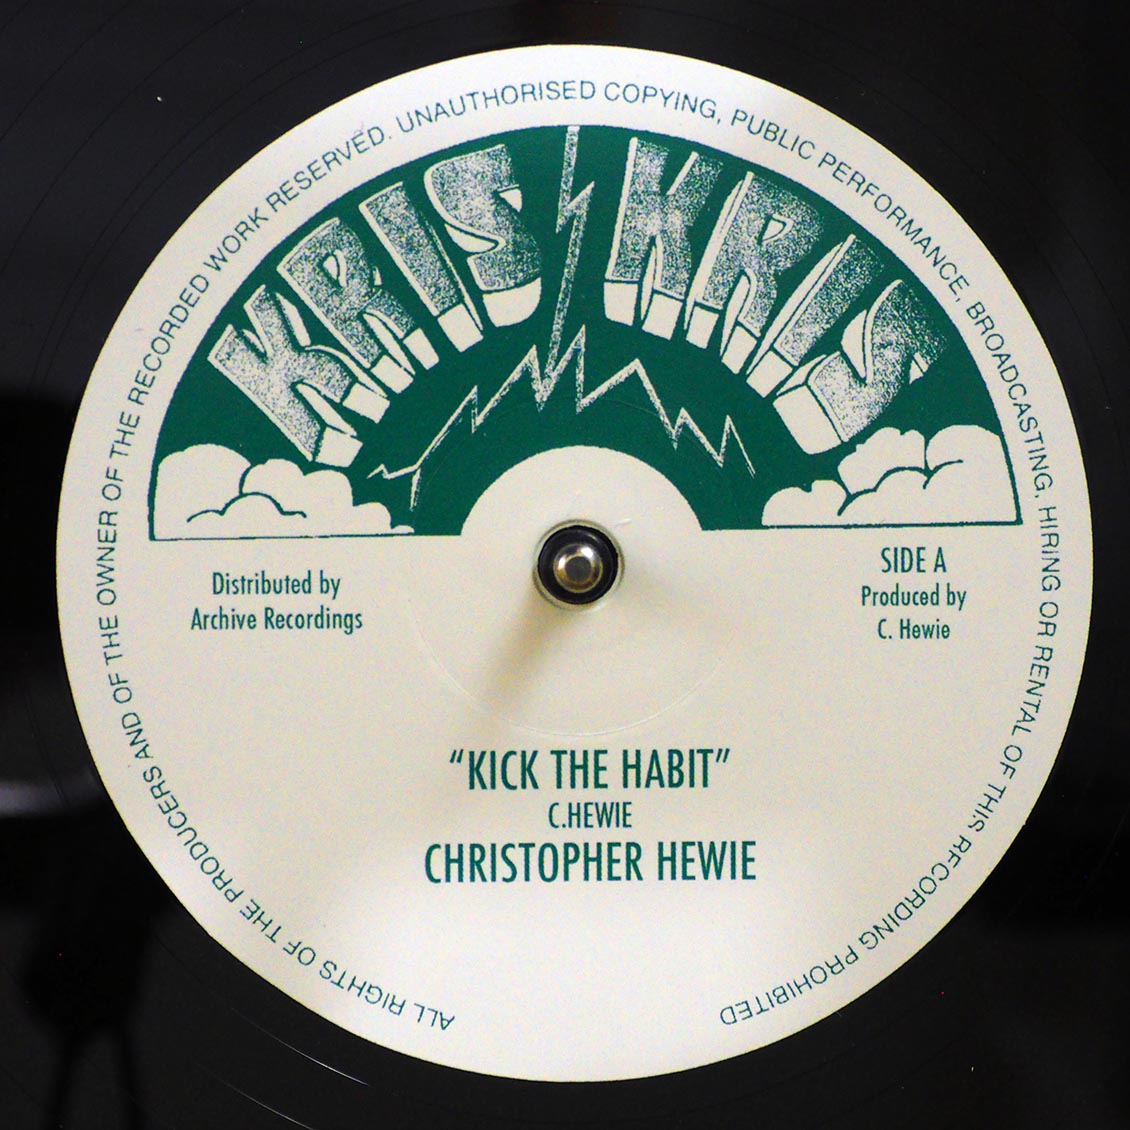 ALL RIGHTS OF THE PRODUCERS AND OF THE OWNER OF THE RECORDED WORK RESERVED. UNAUTHORISED COPYING, PUBLIC PERFORMANCE, BROADCASTING, HIRING OR RENTAL OF THIS RECORDING PROHIBITED
KRIS KRIS
Distributed by
Archive Recordings
SIDE A
Produced by
C. Hewie
“KICK THE HABIT”
C.HEWIE
CHRISTOPHER HEWIE